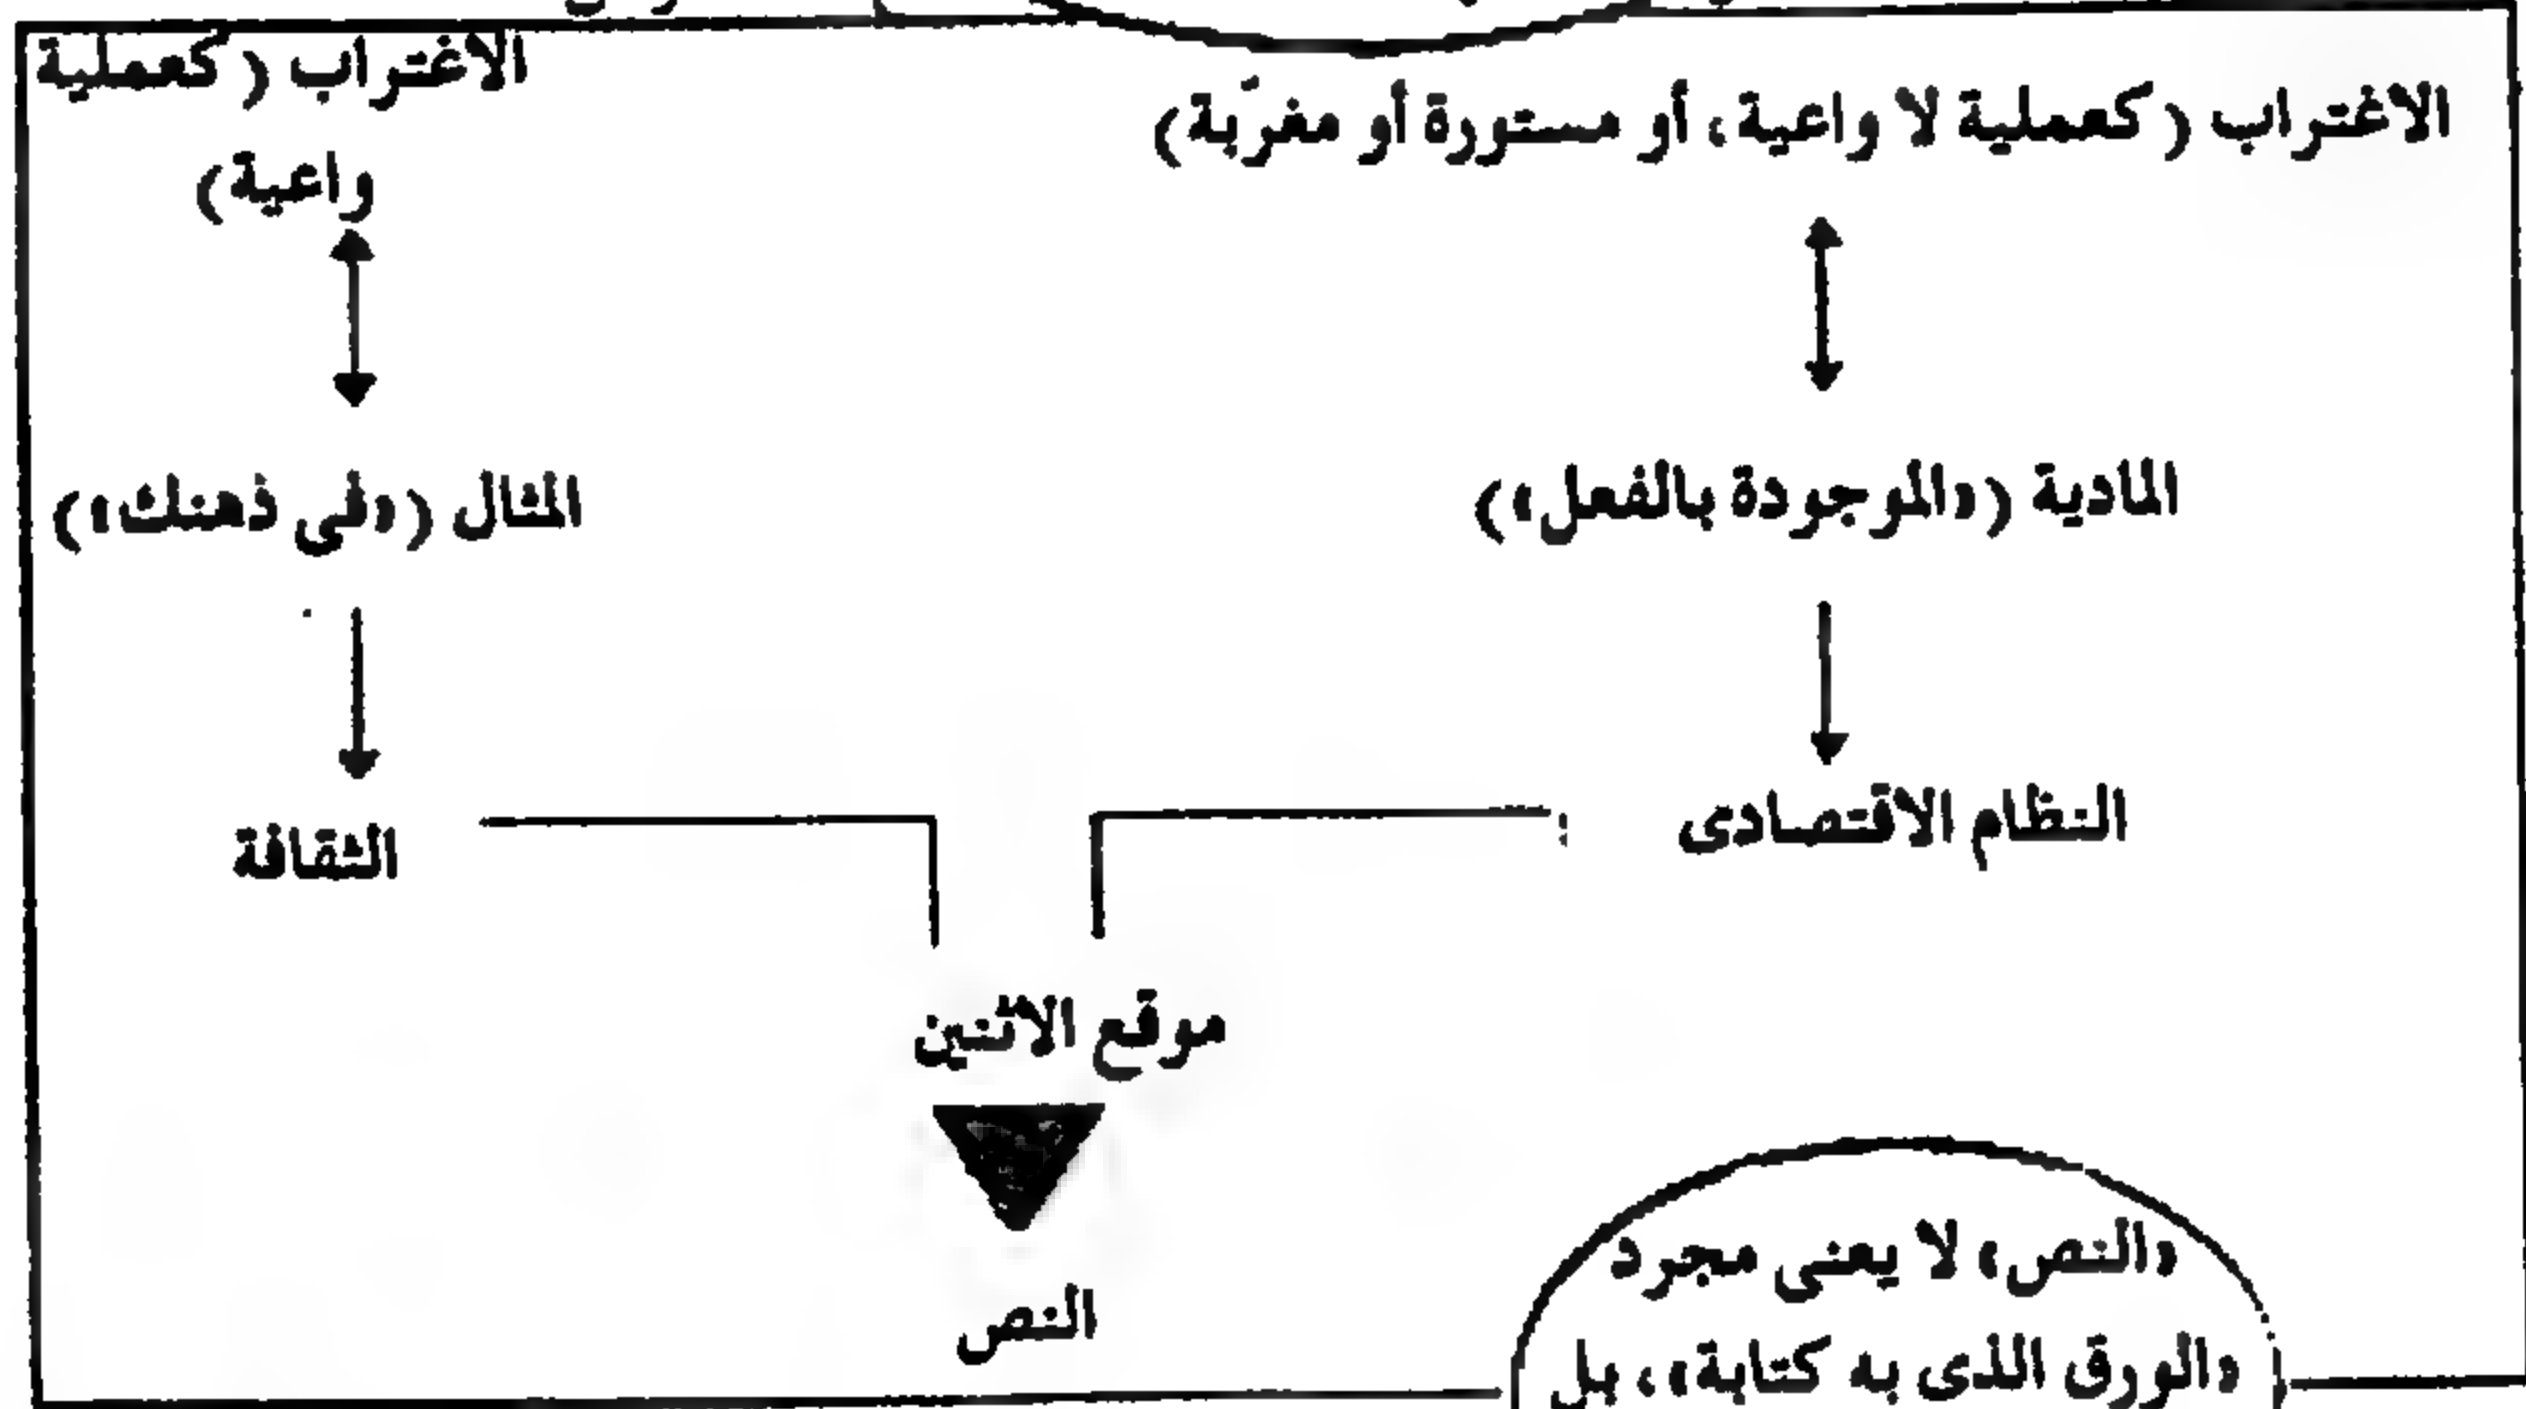 الاغتراب (كعملية لا واعية، أو مستورة أو مغرّبة)
الاغتراب (كعملية
واعية)
المادية («الموجودة بالفعل»)
المثال («فى ذهنك»)
النظام الاقتصادى
الثقافة
موقع الاثنين
النص
«النص» لا يعنى مجرد
«الورق الذى به كتابة»، بل